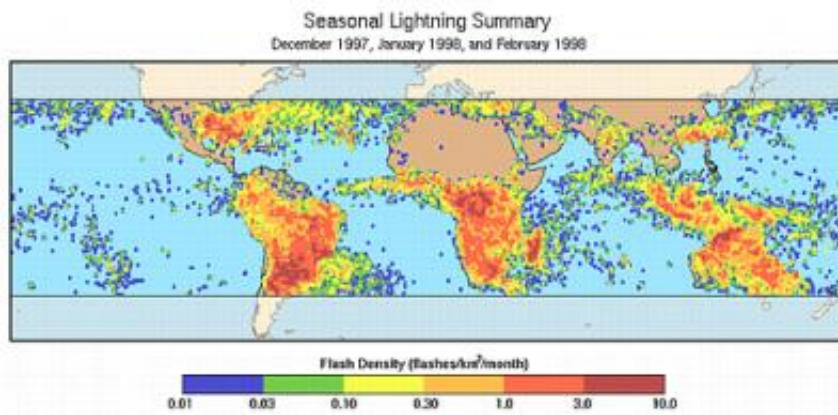 Seasonal Lightning Summary
December 1997, January 1998, and February 1998
Flash Density (flashes/km²/month)
0.01 0.03 0.10 0.30 1.0 3.0 10.0